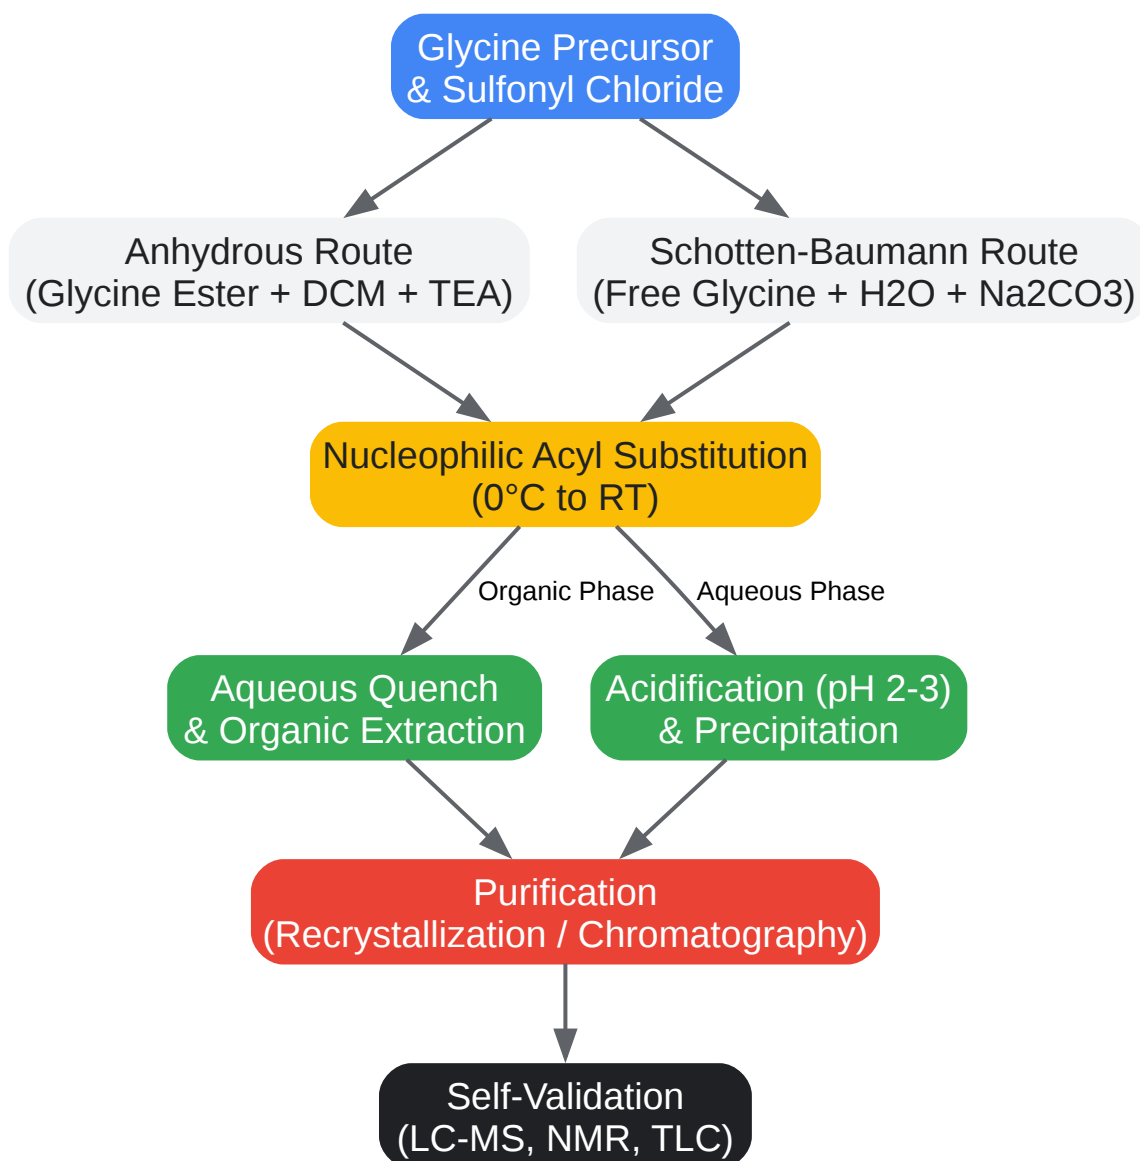 Glycine Precursor
& Sulfonyl Chloride
Anhydrous Route
(Glycine Ester + DCM + TEA)
Schotten-Baumann Route
(Free Glycine + H2O + Na2CO3)
Nucleophilic Acyl Substitution
(0°C to RT)
Organic Phase
Aqueous Phase
Aqueous Quench
& Organic Extraction
Acidification (pH 2-3)
& Precipitation
Purification
(Recrystallization / Chromatography)
Self-Validation
(LC-MS, NMR, TLC)